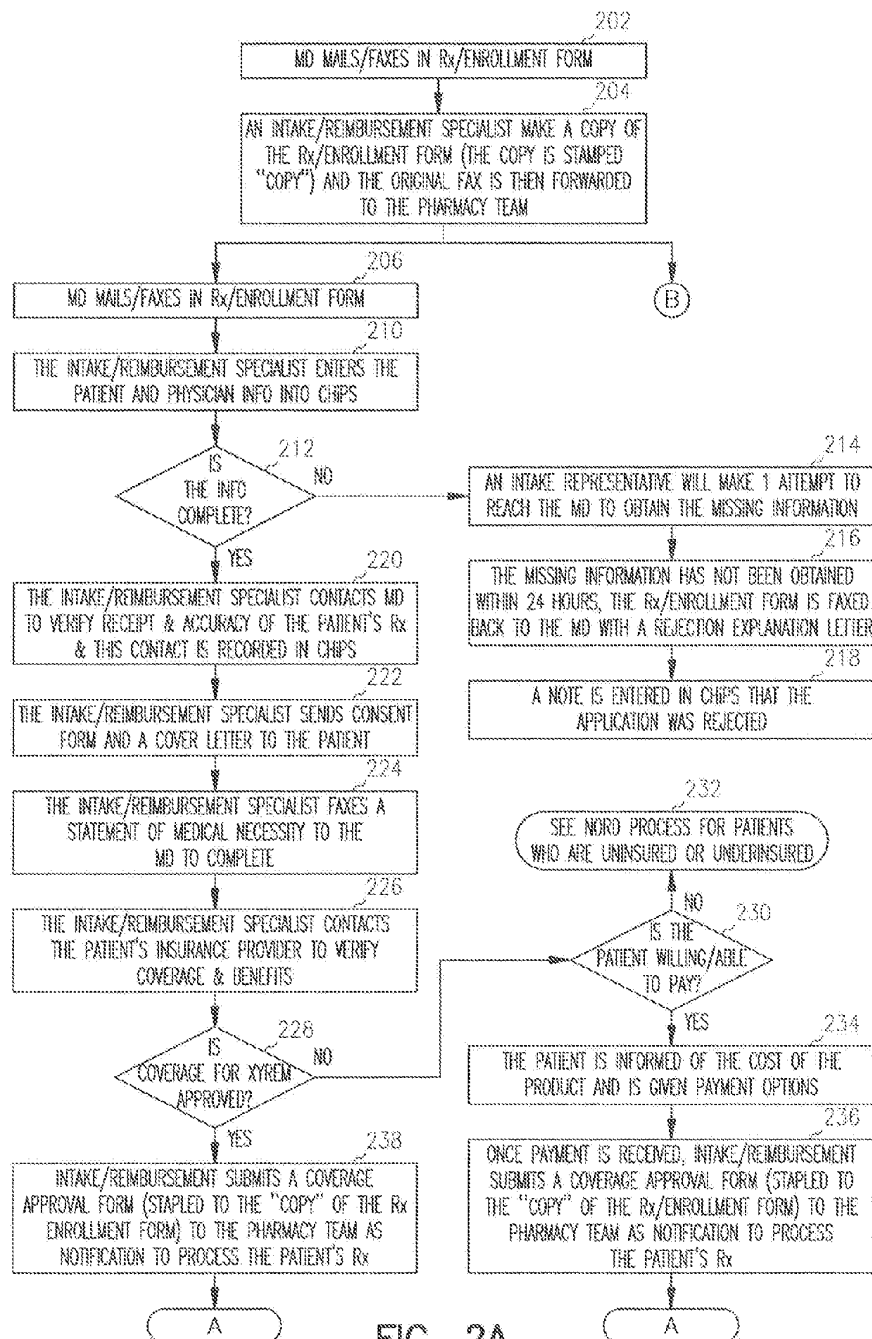 202
MD MAILS/FAXES IN Rx/ENROLLMENT FORM
204
AN INTAKE/REIMBURSEMENT SPECIALIST MAKE A COPY OF
THE Rx/ENROLLMENT FORM (THE COPY IS STAMPED
"COPY") AND THE ORIGINAL FAX IS THEN FORWARDED
TO THE PHARMACY TEAM
206
MD MAILS/FAXES IN Rx/ENROLLMENT FORM
B
210
THE INTAKE/REIMBURSEMENT SPECIALIST ENTERS THE
PATIENT AND PHYSICIAN INFO INTO CHIPS
212
IS
THE INFO
COMPLETE?
NO
YES
214
AN INTAKE REPRESENTATIVE WILL MAKE 1 ATTEMPT TO
REACH THE MD TO OBTAIN THE MISSING INFORMATION
216
THE MISSING INFORMATION HAS NOT BEEN OBTAINED
WITHIN 24 HOURS, THE Rx/ENROLLMENT FORM IS FAXED
BACK TO THE MD WITH A REJECTION EXPLANATION LETTER
218
A NOTE IS ENTERED IN CHIPS THAT THE
APPLICATION WAS REJECTED
220
THE INTAKE/REIMBURSEMENT SPECIALIST CONTACTS MD
TO VERIFY RECEIPT & ACCURACY OF THE PATIENT'S Rx
& THIS CONTACT IS RECORDED IN CHIPS
222
THE INTAKE/REIMBURSEMENT SPECIALIST SENDS CONSENT
FORM AND A COVER LETTER TO THE PATIENT
224
THE INTAKE/REIMBURSEMENT SPECIALIST FAXES A
STATEMENT OF MEDICAL NECESSITY TO THE
MD TO COMPLETE
226
THE INTAKE/REIMBURSEMENT SPECIALIST CONTACTS
THE PATIENT'S INSURANCE PROVIDER TO VERIFY
COVERAGE & BENEFITS
228
IS
COVERAGE FOR XYREM
APPROVED?
NO
YES
232
SEE NORD PROCESS FOR PATIENTS
WHO ARE UNINSURED OR UNDERINSURED
NO
230
IS THE
PATIENT WILLING/ABLE
TO PAY?
YES
234
THE PATIENT IS INFORMED OF THE COST OF THE
PRODUCT AND IS GIVEN PAYMENT OPTIONS
236
ONCE PAYMENT IS RECEIVED, INTAKE/REIMBURSEMENT
SUBMITS A COVERAGE APPROVAL FORM (STAPLED TO
THE "COPY" OF THE Rx/ENROLLMENT FORM) TO THE
PHARMACY TEAM AS NOTIFICATION TO PROCESS
THE PATIENT'S Rx
238
INTAKE/REIMBURSEMENT SUBMITS A COVERAGE
APPROVAL FORM (STAPLED TO THE "COPY" OF THE Rx
ENROLLMENT FORM) TO THE PHARMACY TEAM AS
NOTIFICATION TO PROCESS THE PATIENT'S Rx
A
A
FIG. 2A